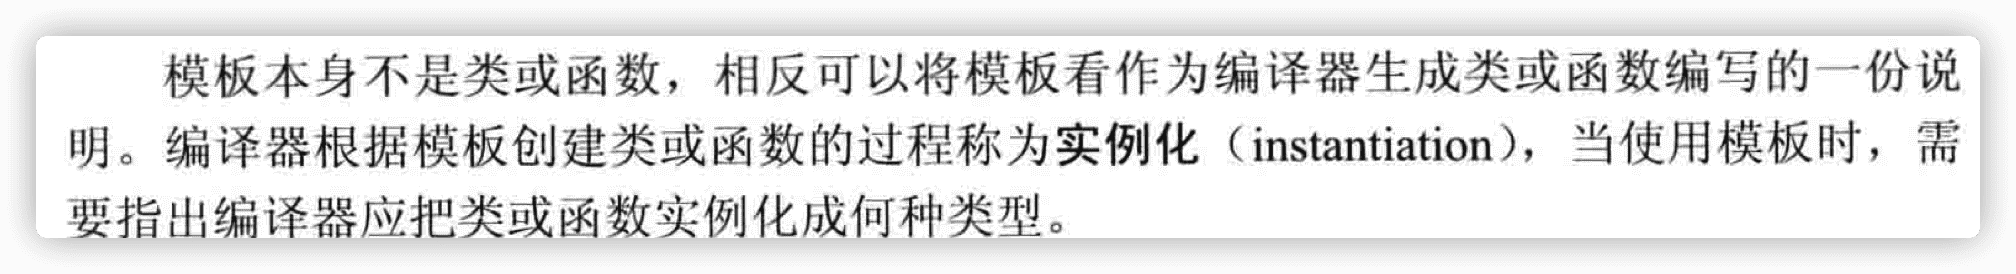 模板本身不是类或函数，相反可以将模板看作为编译器生成类或函数编写的一份说
明。编译器根据模板创建类或函数的过程称为实例化（instantiation），当使用模板时，需
要指出编译器应把类或函数实例化成何种类型。